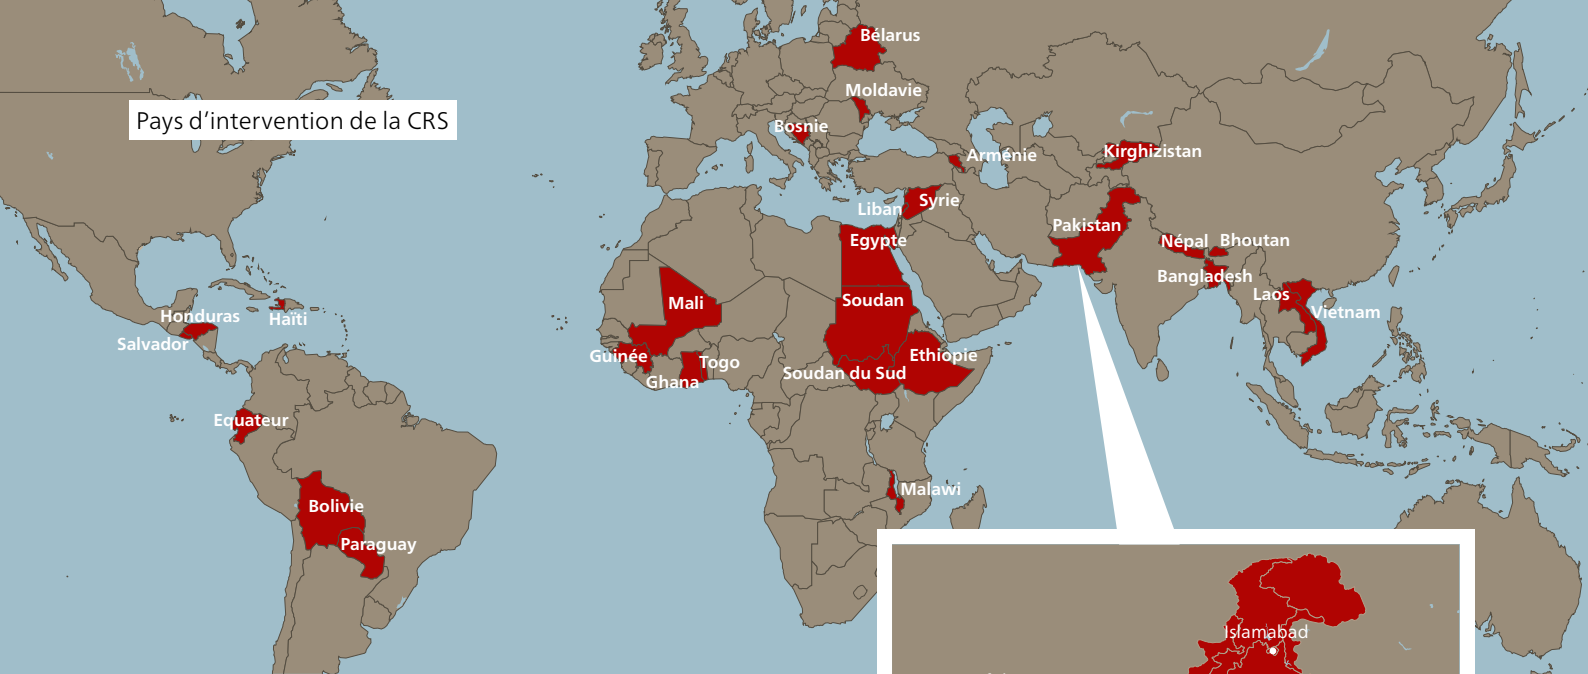 Pays d’intervention de la CRS
Bélarus
Moldavie
Bosnie
Arménie
Kirghizistan
Liban
Syrie
Pakistan
Egypte
Népal
Bhoutan
Bangladesh
Laos
Vietnam
Honduras
Haïti
Salvador
Mali
Soudan
Guinée
Togo
Ghana
Ethiopie
Soudan du Sud
Equateur
Malawi
Bolivie
Paraguay
Islamabad